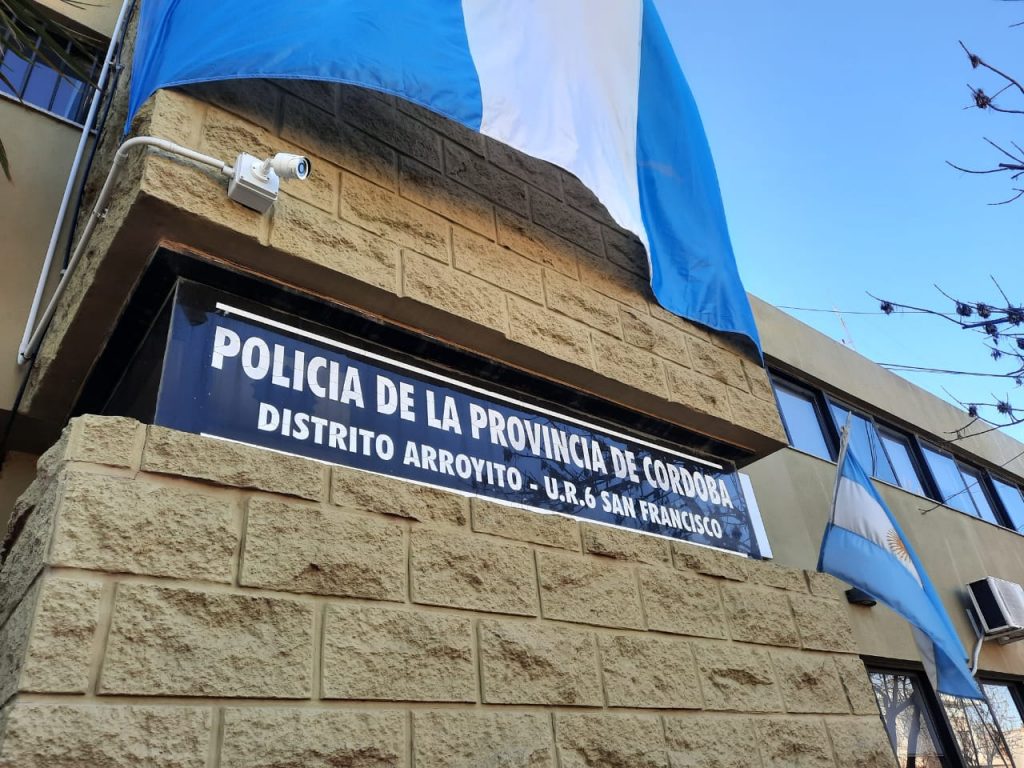 POLICIA DE LA PROVINCIA DE CORDOBA
DISTRITO ARROYITO - U.R.6 SAN FRANCISCO